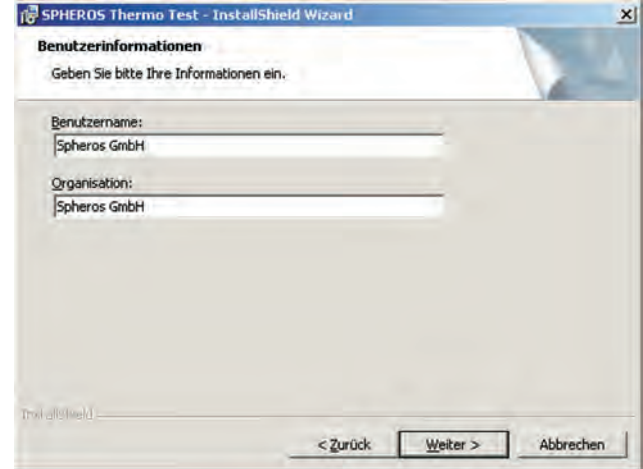 SPHEROS Thermo Test - InstallShield Wizard
Benutzerinformationen
Geben Sie bitte Ihre Informationen ein.
Benutzername:
Spheros GmbH
Organisation:
Spheros GmbH
InstallShield
< Zurück Weiter > Abbrechen